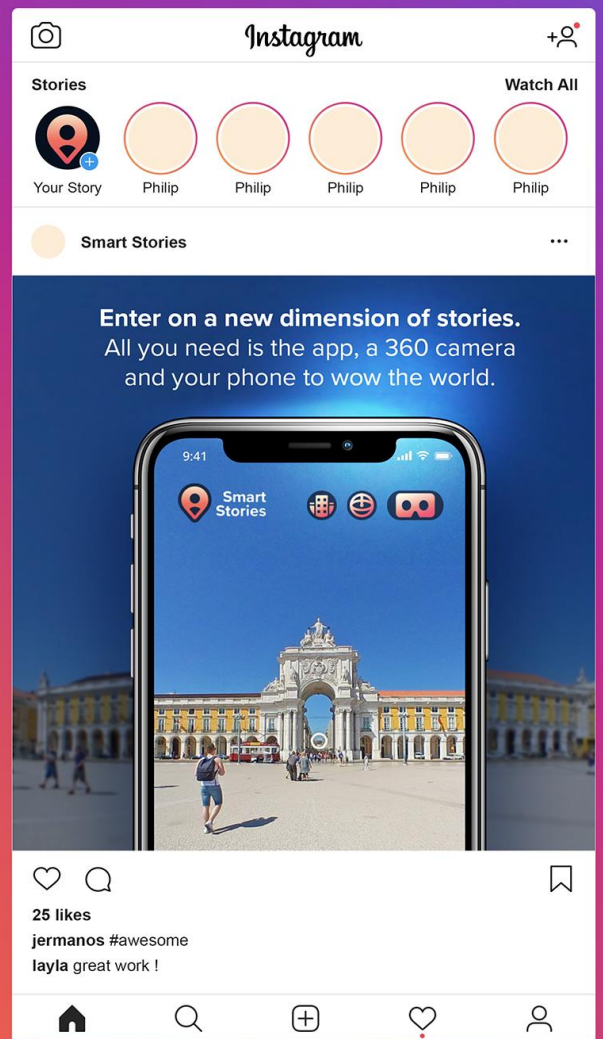 Instagram
Stories
Watch All
Your Story
Philip
Philip
Philip
Philip
Philip
Smart Stories
Enter on a new dimension of stories.
All you need is the app, a 360 camera
and your phone to wow the world.
9:41
Smart
Stories
25 likes
jermanos #awesome
layla great work !